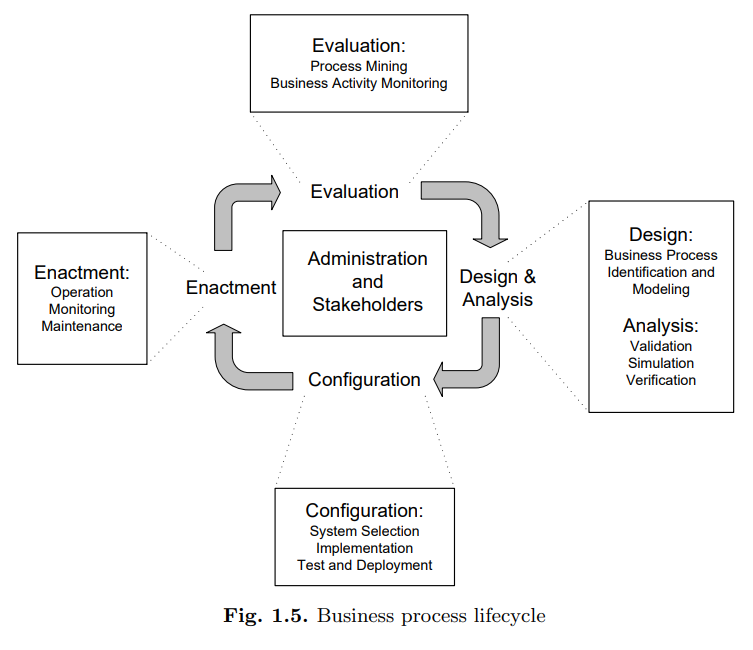 Evaluation:
Process Mining
Business Activity Monitoring
Evaluation
Administration
and
Stakeholders
Design &
Analysis
Design:
Business Process
Identification and
Modeling
Analysis:
Validation
Simulation
Verification
Enactment:
Operation
Monitoring
Maintenance
Enactment
Configuration
Configuration:
System Selection
Implementation
Test and Deployment
Fig. 1.5. Business process lifecycle